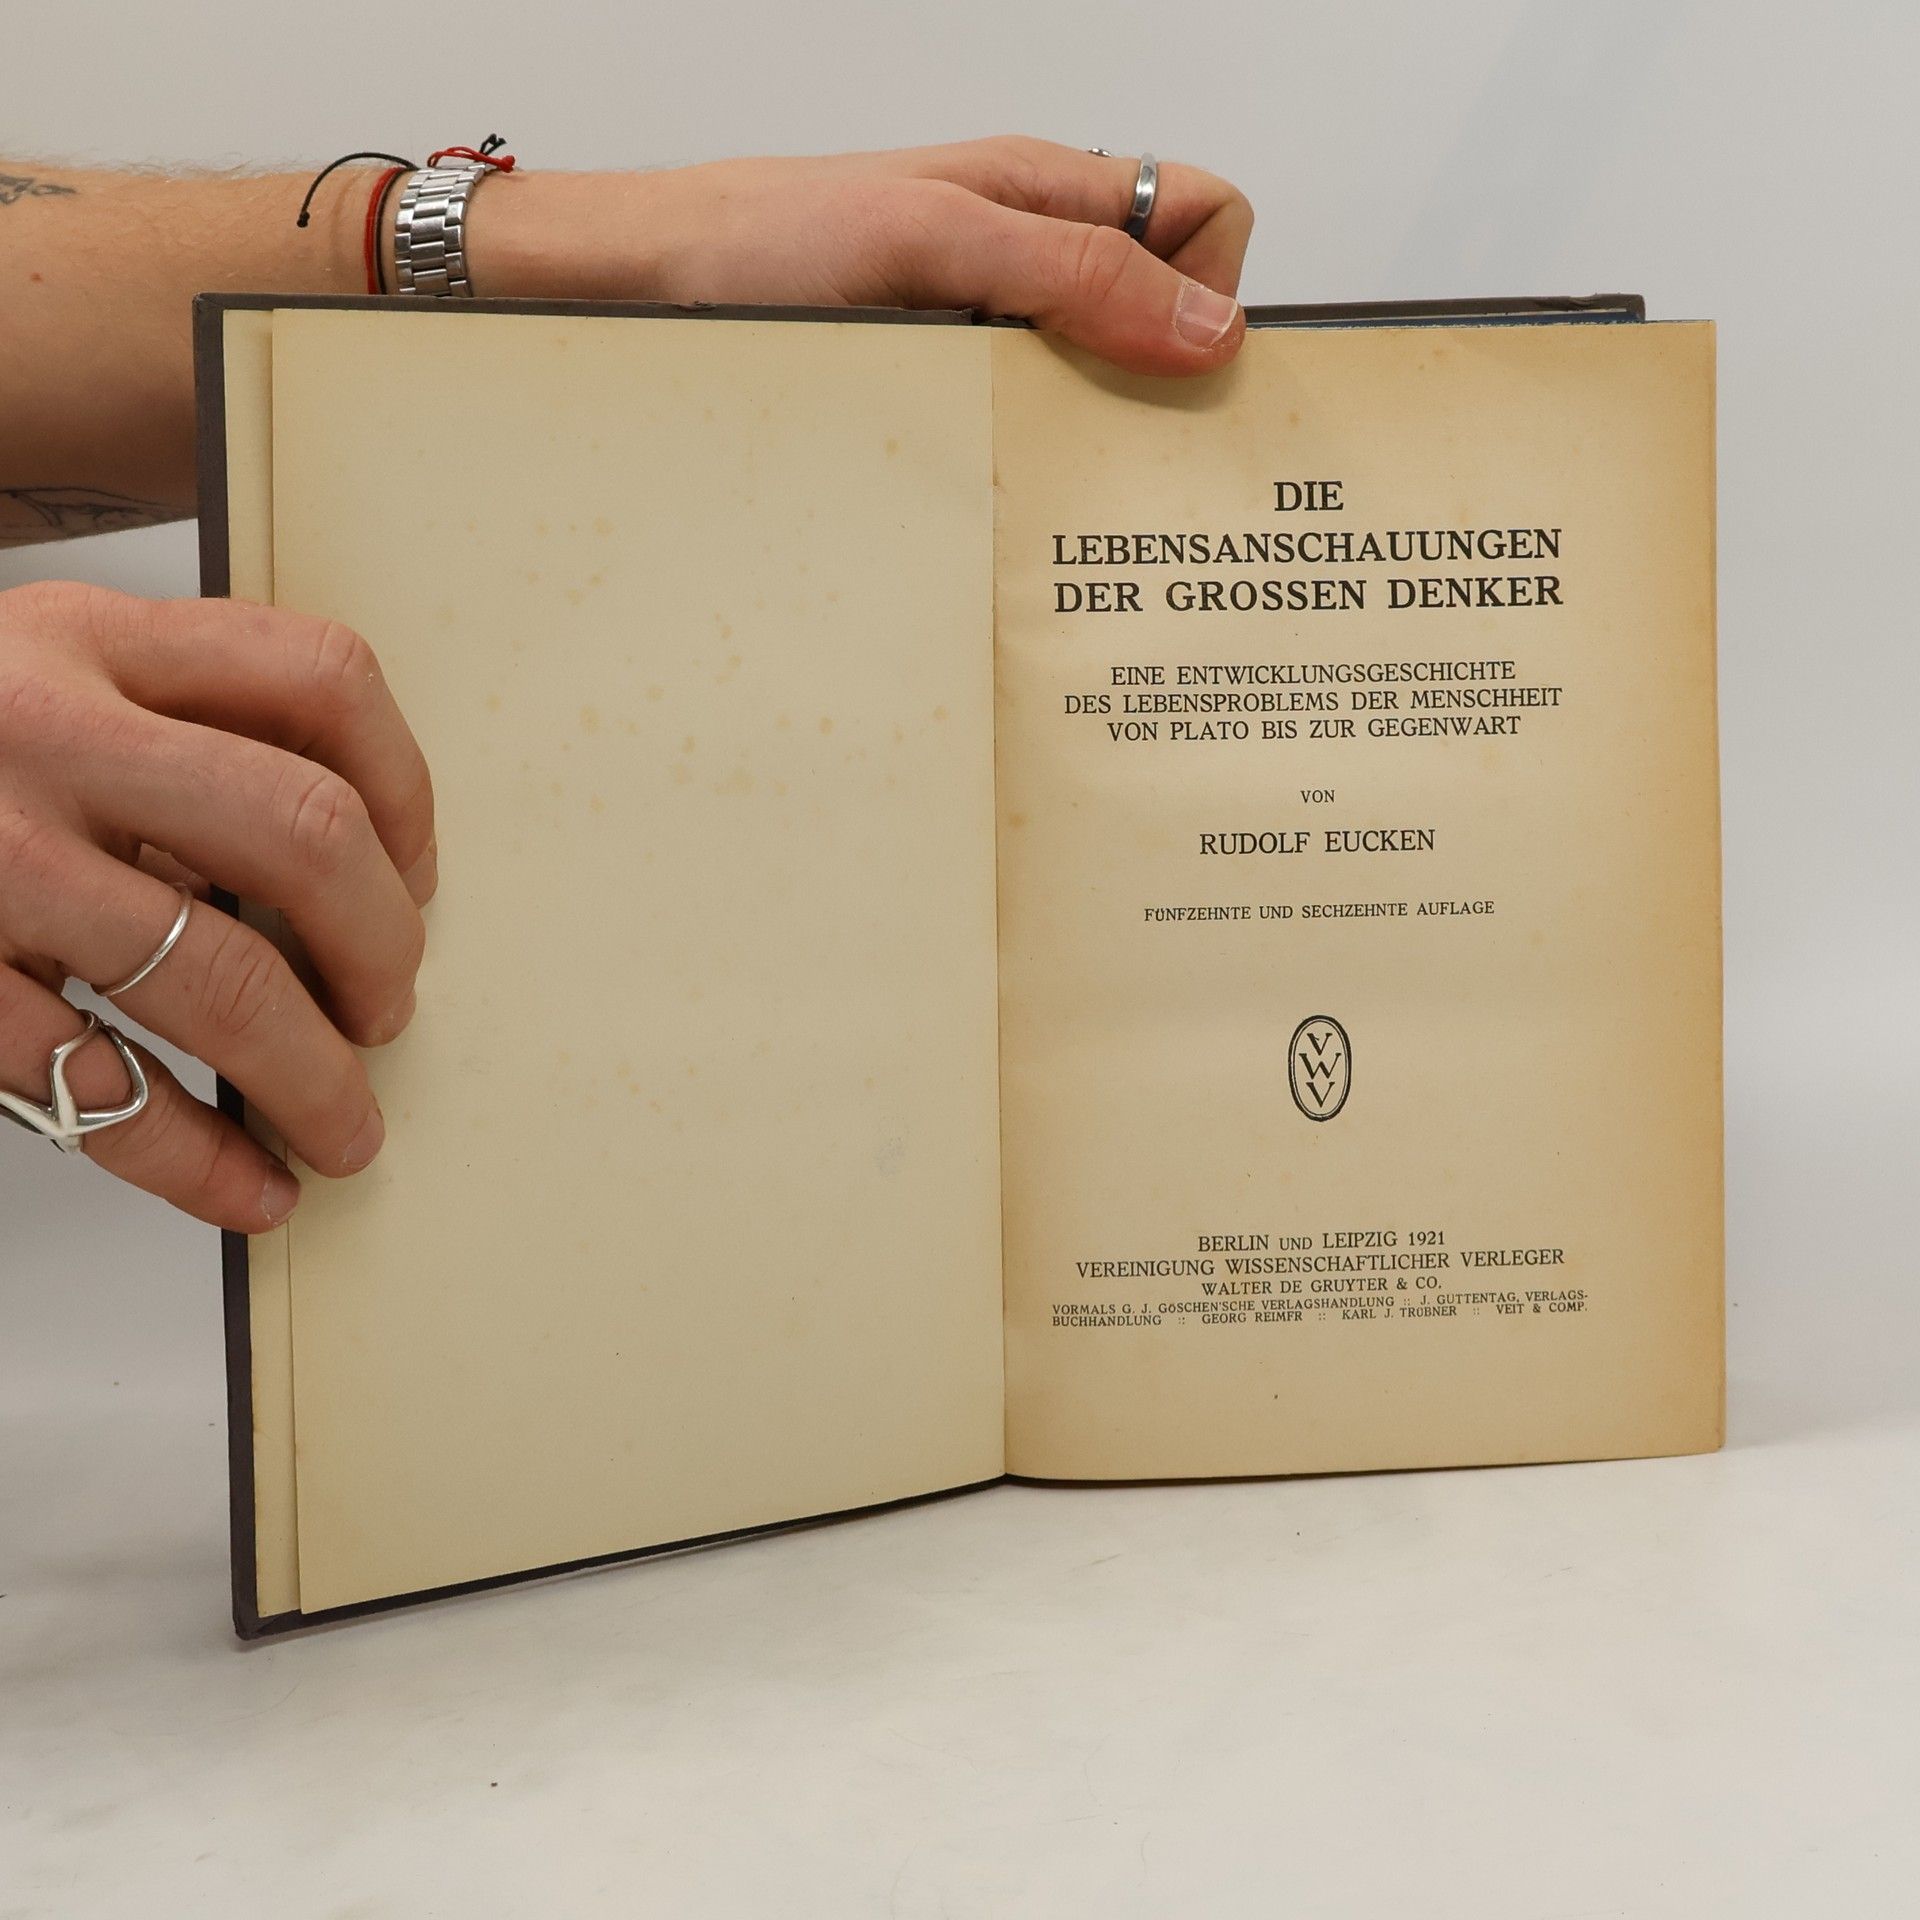 DIE
LEBENSANSCHAUUNGEN
DER GROSSEN DENKER
EINE ENTWICKLUNGSGESCHICHTE
DES LEBENSPROBLEMS DER MENSCHHEIT
VON PLATO BIS ZUR GEGENWART
VON
RUDOLF EUCKEN
FÜNFZEHNTE UND SECHZEHNTE AUFLAGE
V
W
V
BERLIN UND LEIPZIG 1921
VEREINIGUNG WISSENSCHAFTLICHER VERLEGER
WALTER DE GRUYTER & CO.
VORMALS G. J. GÖSCHEN'SCHE VERLAGSHANDLUNG :: J. GUTTENTAG, VERLAGS-
BUCHHANDLUNG :: GEORG REIMER :: KARL J. TRÜBNER :: VEIT & COMP.